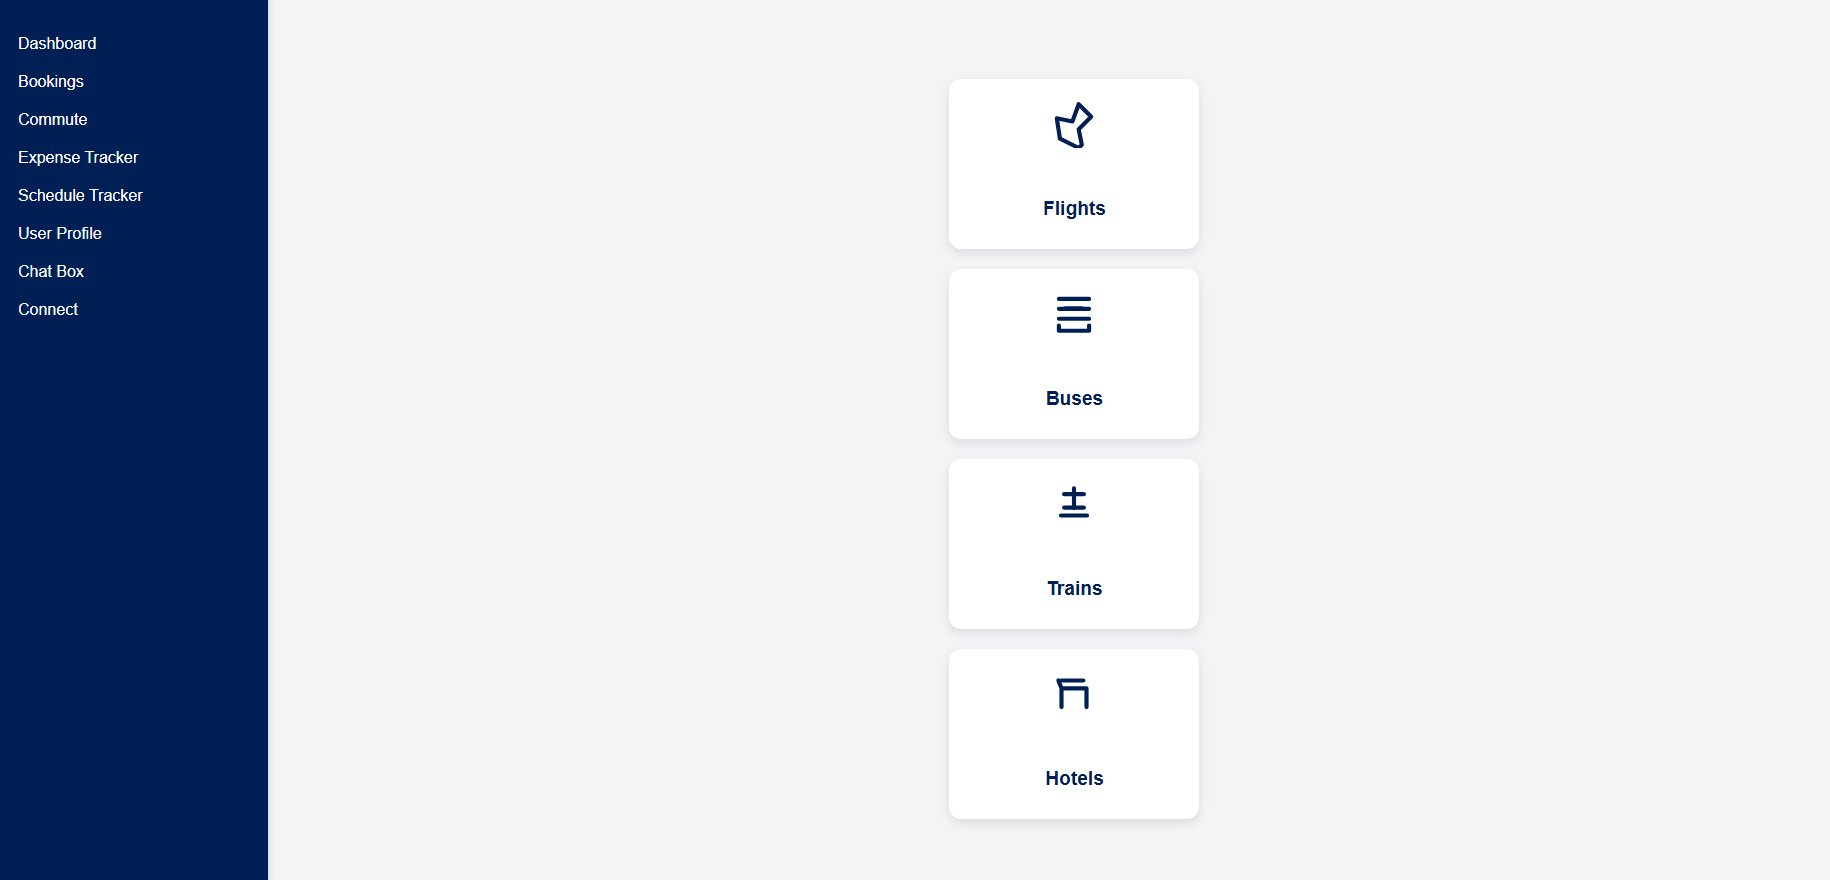 Dashboard
Bookings
Commute
Expense Tracker
Schedule Tracker
User Profile
Chat Box
Connect
Flights
Buses
Trains
Hotels